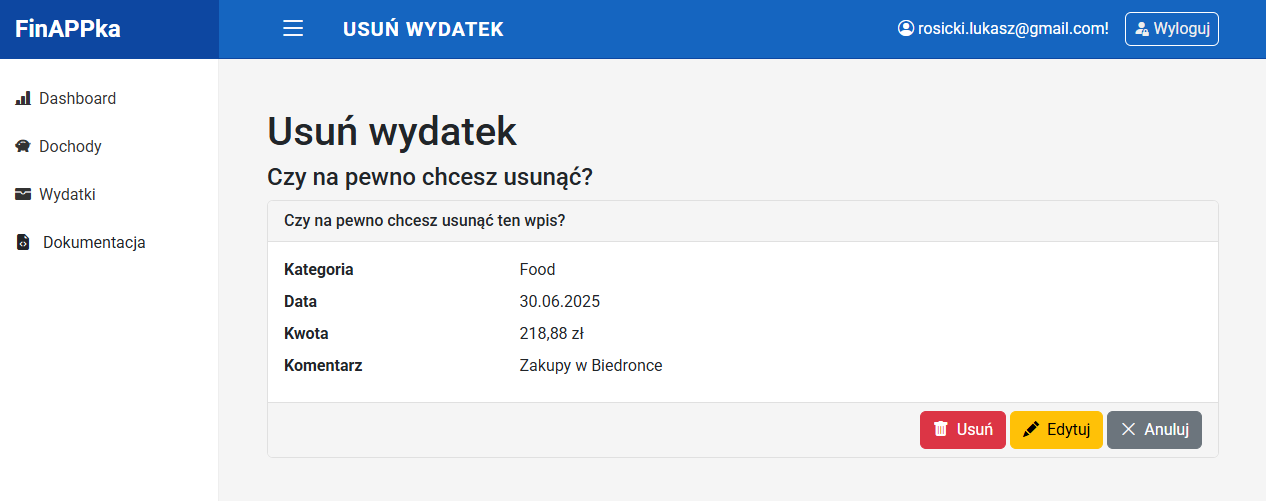 FinAPPka
USUŃ WYDATEK
rosicki.lukasz@gmail.com!
Wyloguj
Dashboard
Dochody
Wydatki
Dokumentacja
Usuń wydatek
Czy na pewno chcesz usunąć?
Czy na pewno chcesz usunąć ten wpis?
Kategoria Food
Data 30.06.2025
Kwota 218,88 zł
Komentarz Zakupy w Biedronce
Usuń Edytuj Anuluj